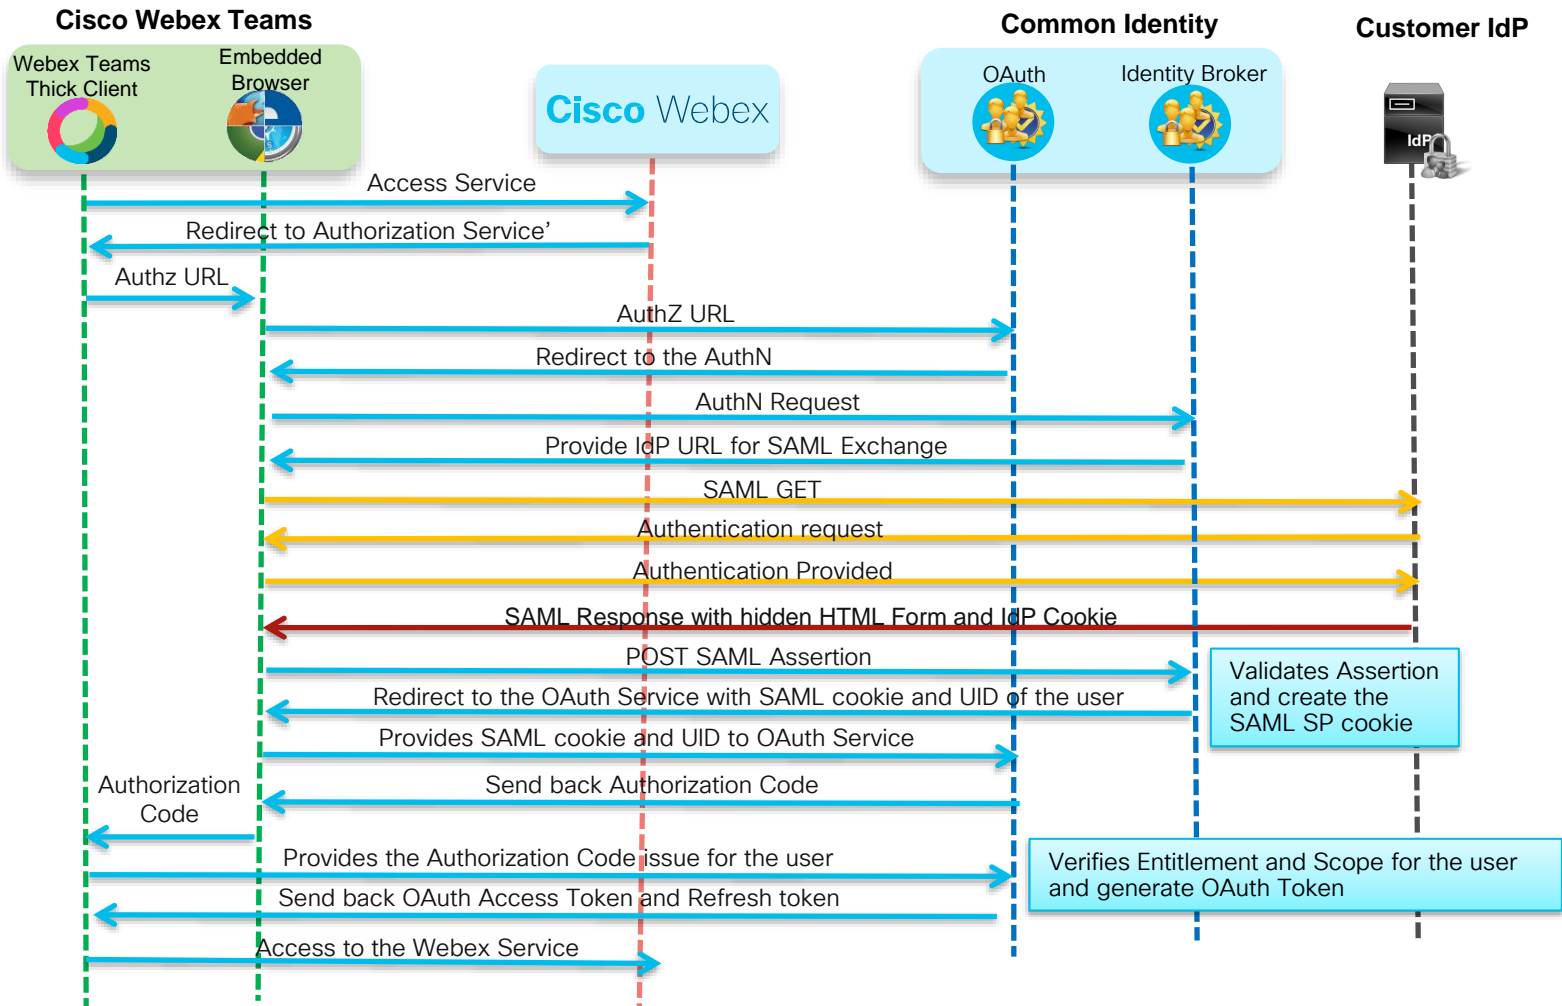 Cisco Webex Teams
Common Identity
Customer IdP
Webex Teams
Thick Client
Embedded
Browser
Cisco Webex
OAuth
Identity Broker
IdP
Access Service
Redirect to Authorization Service’
Authz URL
AuthZ URL
Redirect to the AuthN
AuthN Request
Provide IdP URL for SAML Exchange
SAML GET
Authentication request
Authentication Provided
SAML Response with hidden HTML Form and IdP Cookie
POST SAML Assertion
Validates Assertion
and create the
SAML SP cookie
Redirect to the OAuth Service with SAML cookie and UID of the user
Provides SAML cookie and UID to OAuth Service
Send back Authorization Code
Authorization
Code
Provides the Authorization Code issue for the user
Verifies Entitlement and Scope for the user
and generate OAuth Token
Send back OAuth Access Token and Refresh token
Access to the Webex Service